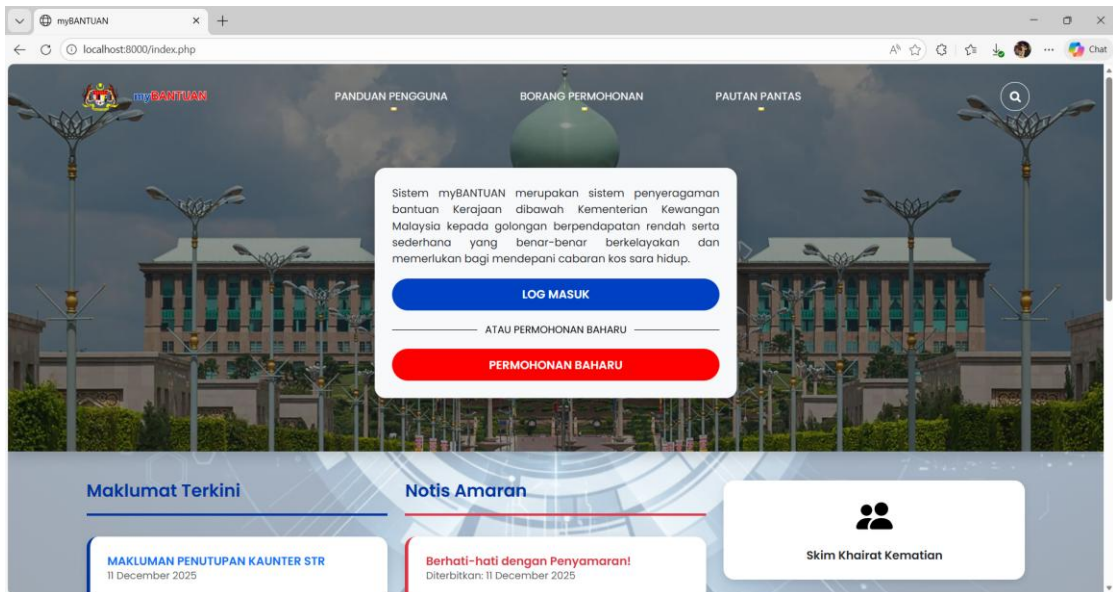 myBANTUAN
localhost:8000/index.php
Chat
myBANTUAN
PANDUAN PENGGUNA
BORANG PERMOHONAN
PAUTAN PANTAS
Sistem myBANTUAN merupakan sistem penyeragaman
bantuan Kerajaan dibawah Kementerian Kewangan
Malaysia kepada golongan berpendapatan rendah serta
sederhana yang benar-benar berkelayakan dan
memerlukan bagi mendepani cabaran kos sara hidup.
LOG MASUK
ATAU PERMOHONAN BAHARU
PERMOHONAN BAHARU
Maklumat Terkini
MAKLUMAN PENUTUPAN KAUNTER STR
11 December 2025
Notis Amaran
Berhati-hati dengan Penyamaran!
Diterbitkan: 11 December 2025
Skim Khairat Kematian